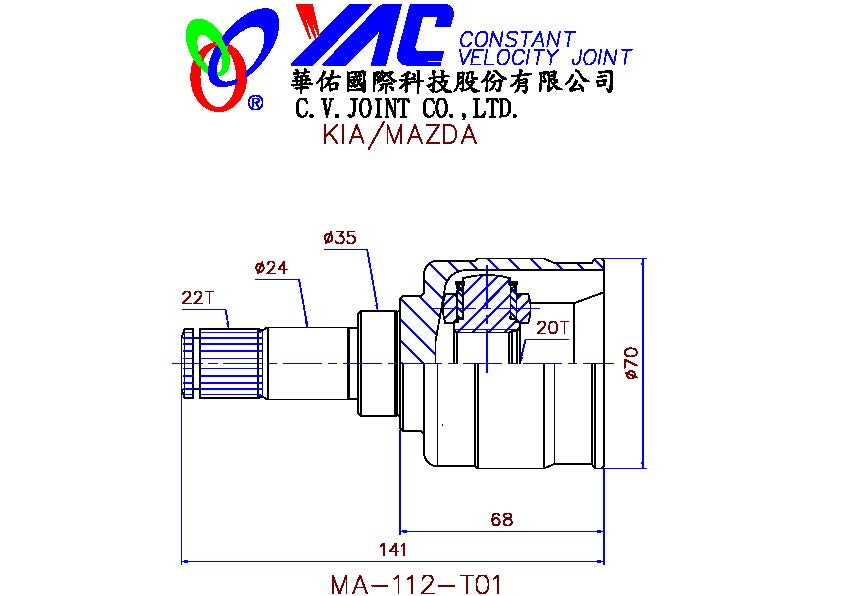 YAC CONSTANT
VELOCITY JOINT
®
華佑國際科技股份有限公司
C.V.JOINT CO.,LTD.
KIA/MAZDA
ø35
ø24
22T
20T
ø70
68
141
MA-112-T01